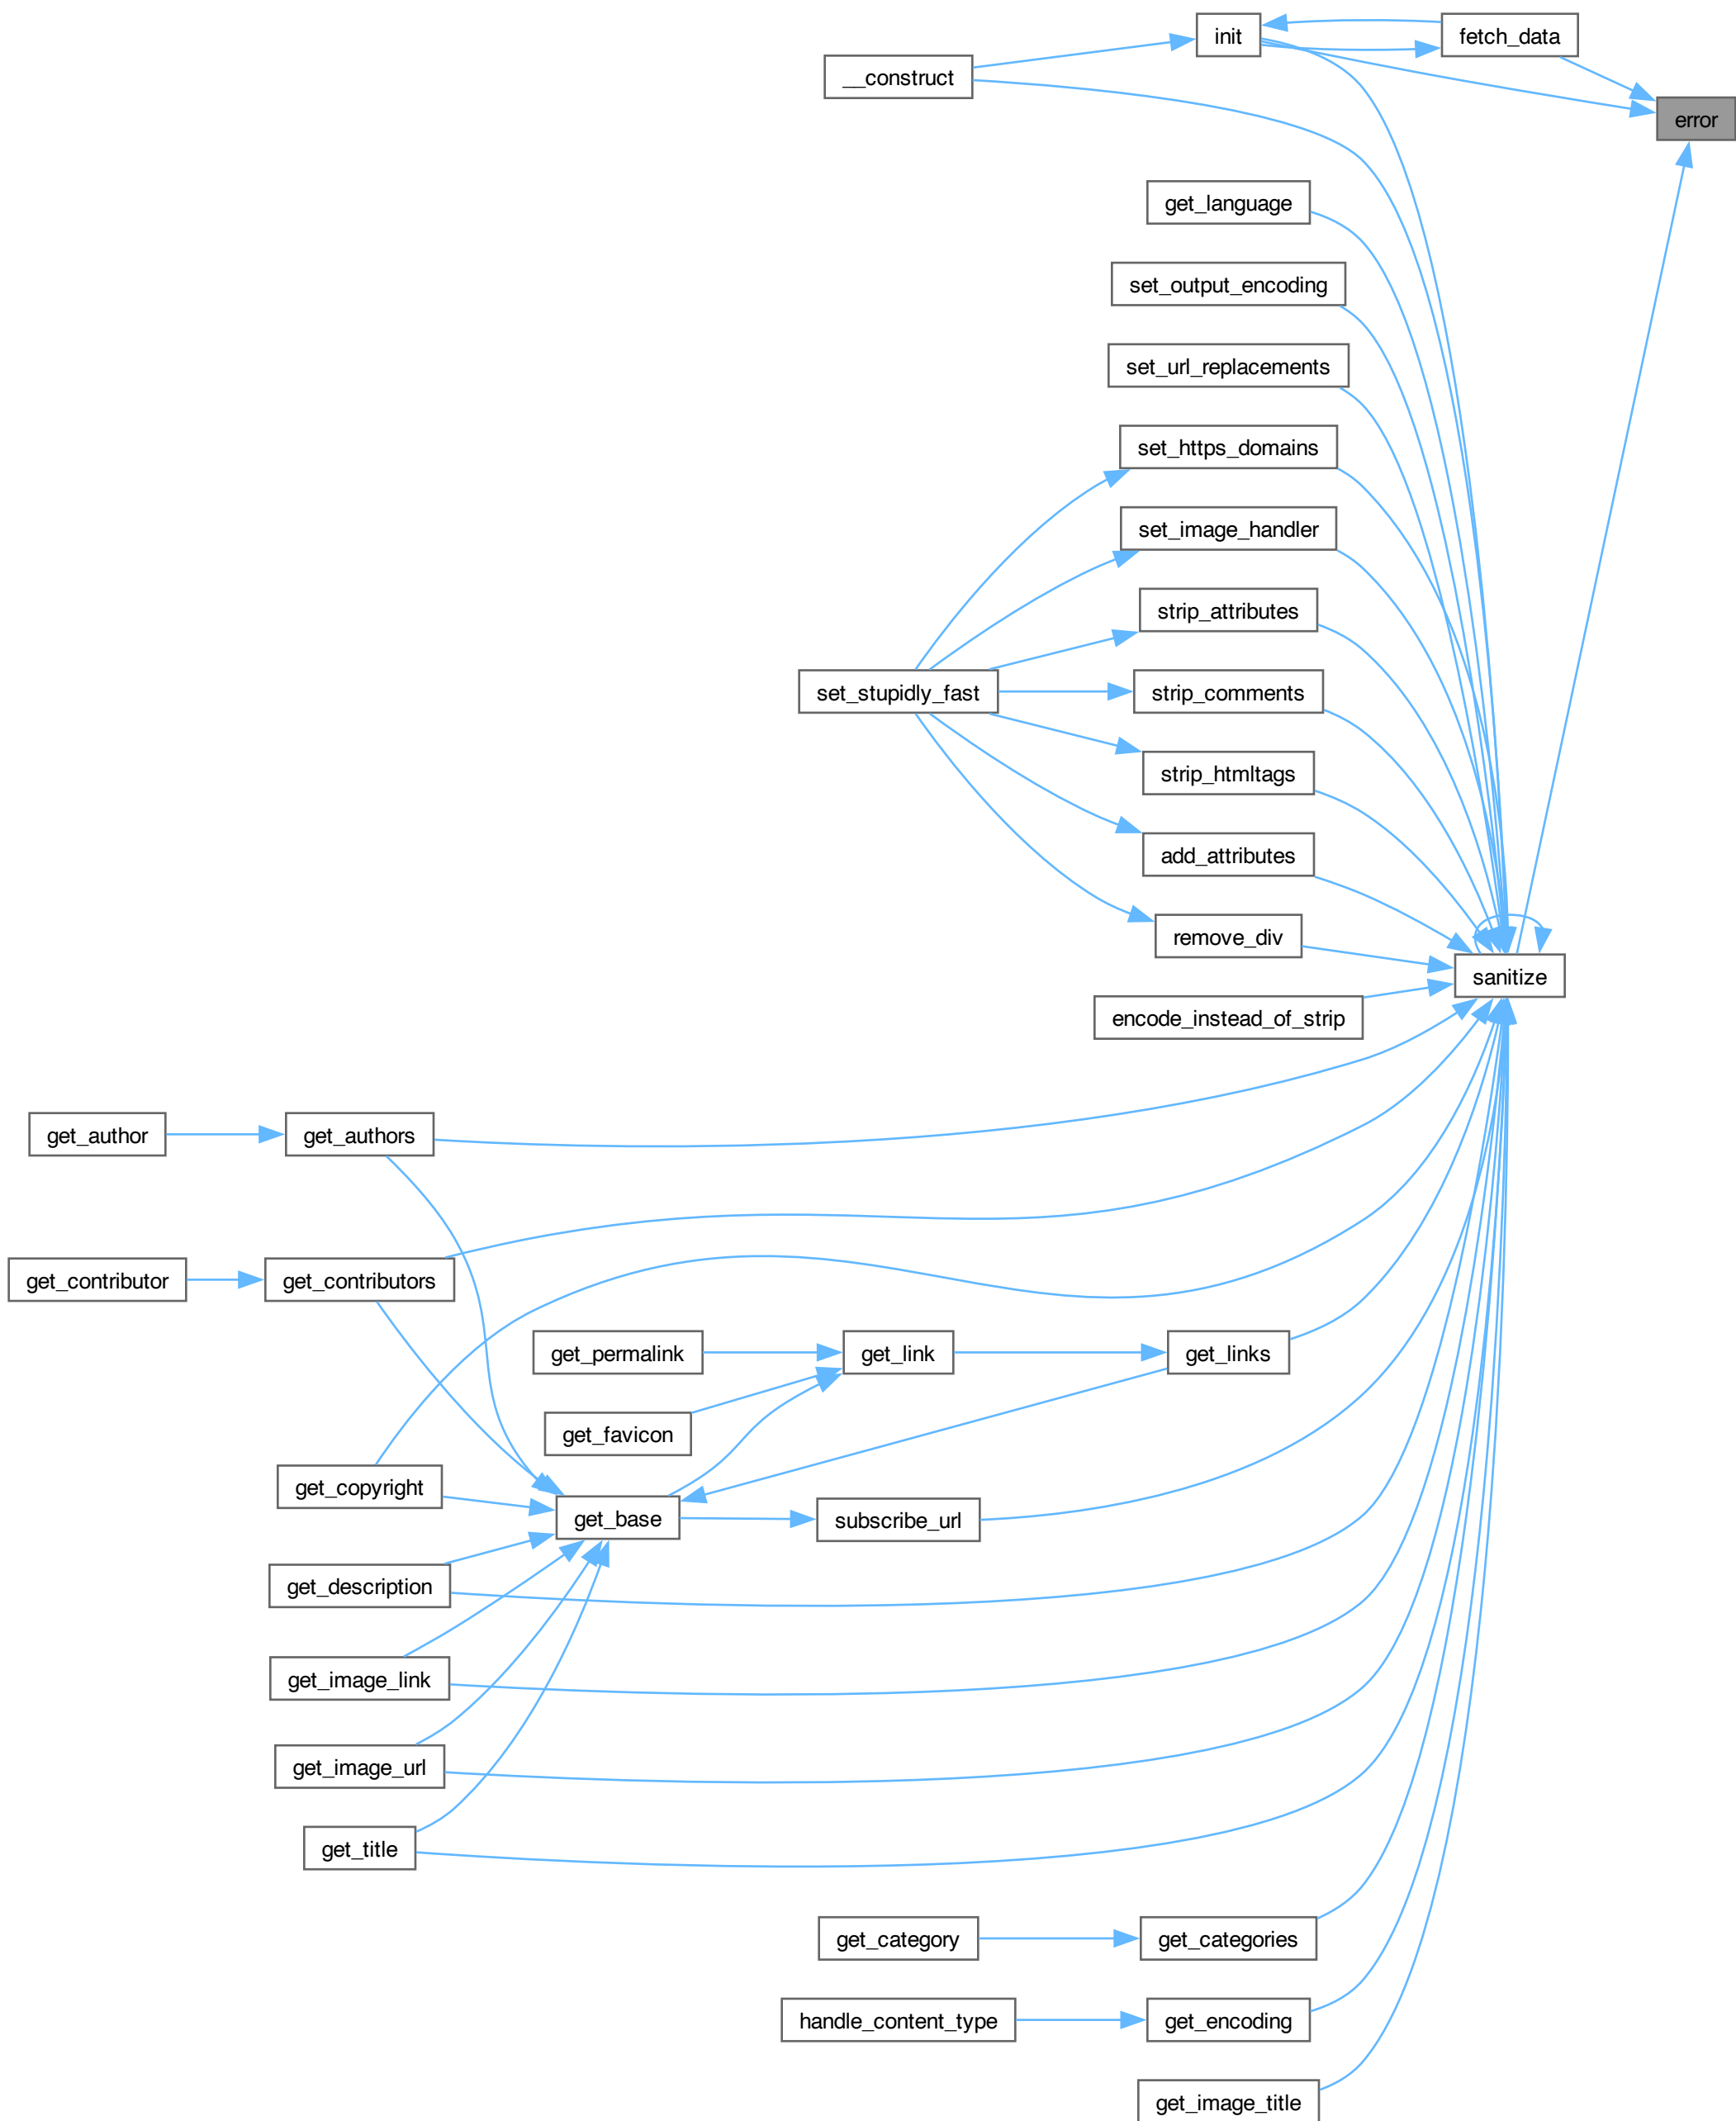 init
fetch_data
__construct
error
get_language
set_output_encoding
set_url_replacements
set_https_domains
set_image_handler
strip_attributes
set_stupidly_fast
strip_comments
strip_htmltags
add_attributes
remove_div
sanitize
encode_instead_of_strip
get_author
get_authors
get_contributor
get_contributors
get_permalink
get_link
get_links
get_favicon
get_copyright
get_base
subscribe_url
get_description
get_image_link
get_image_url
get_title
get_category
get_categories
handle_content_type
get_encoding
get_image_title